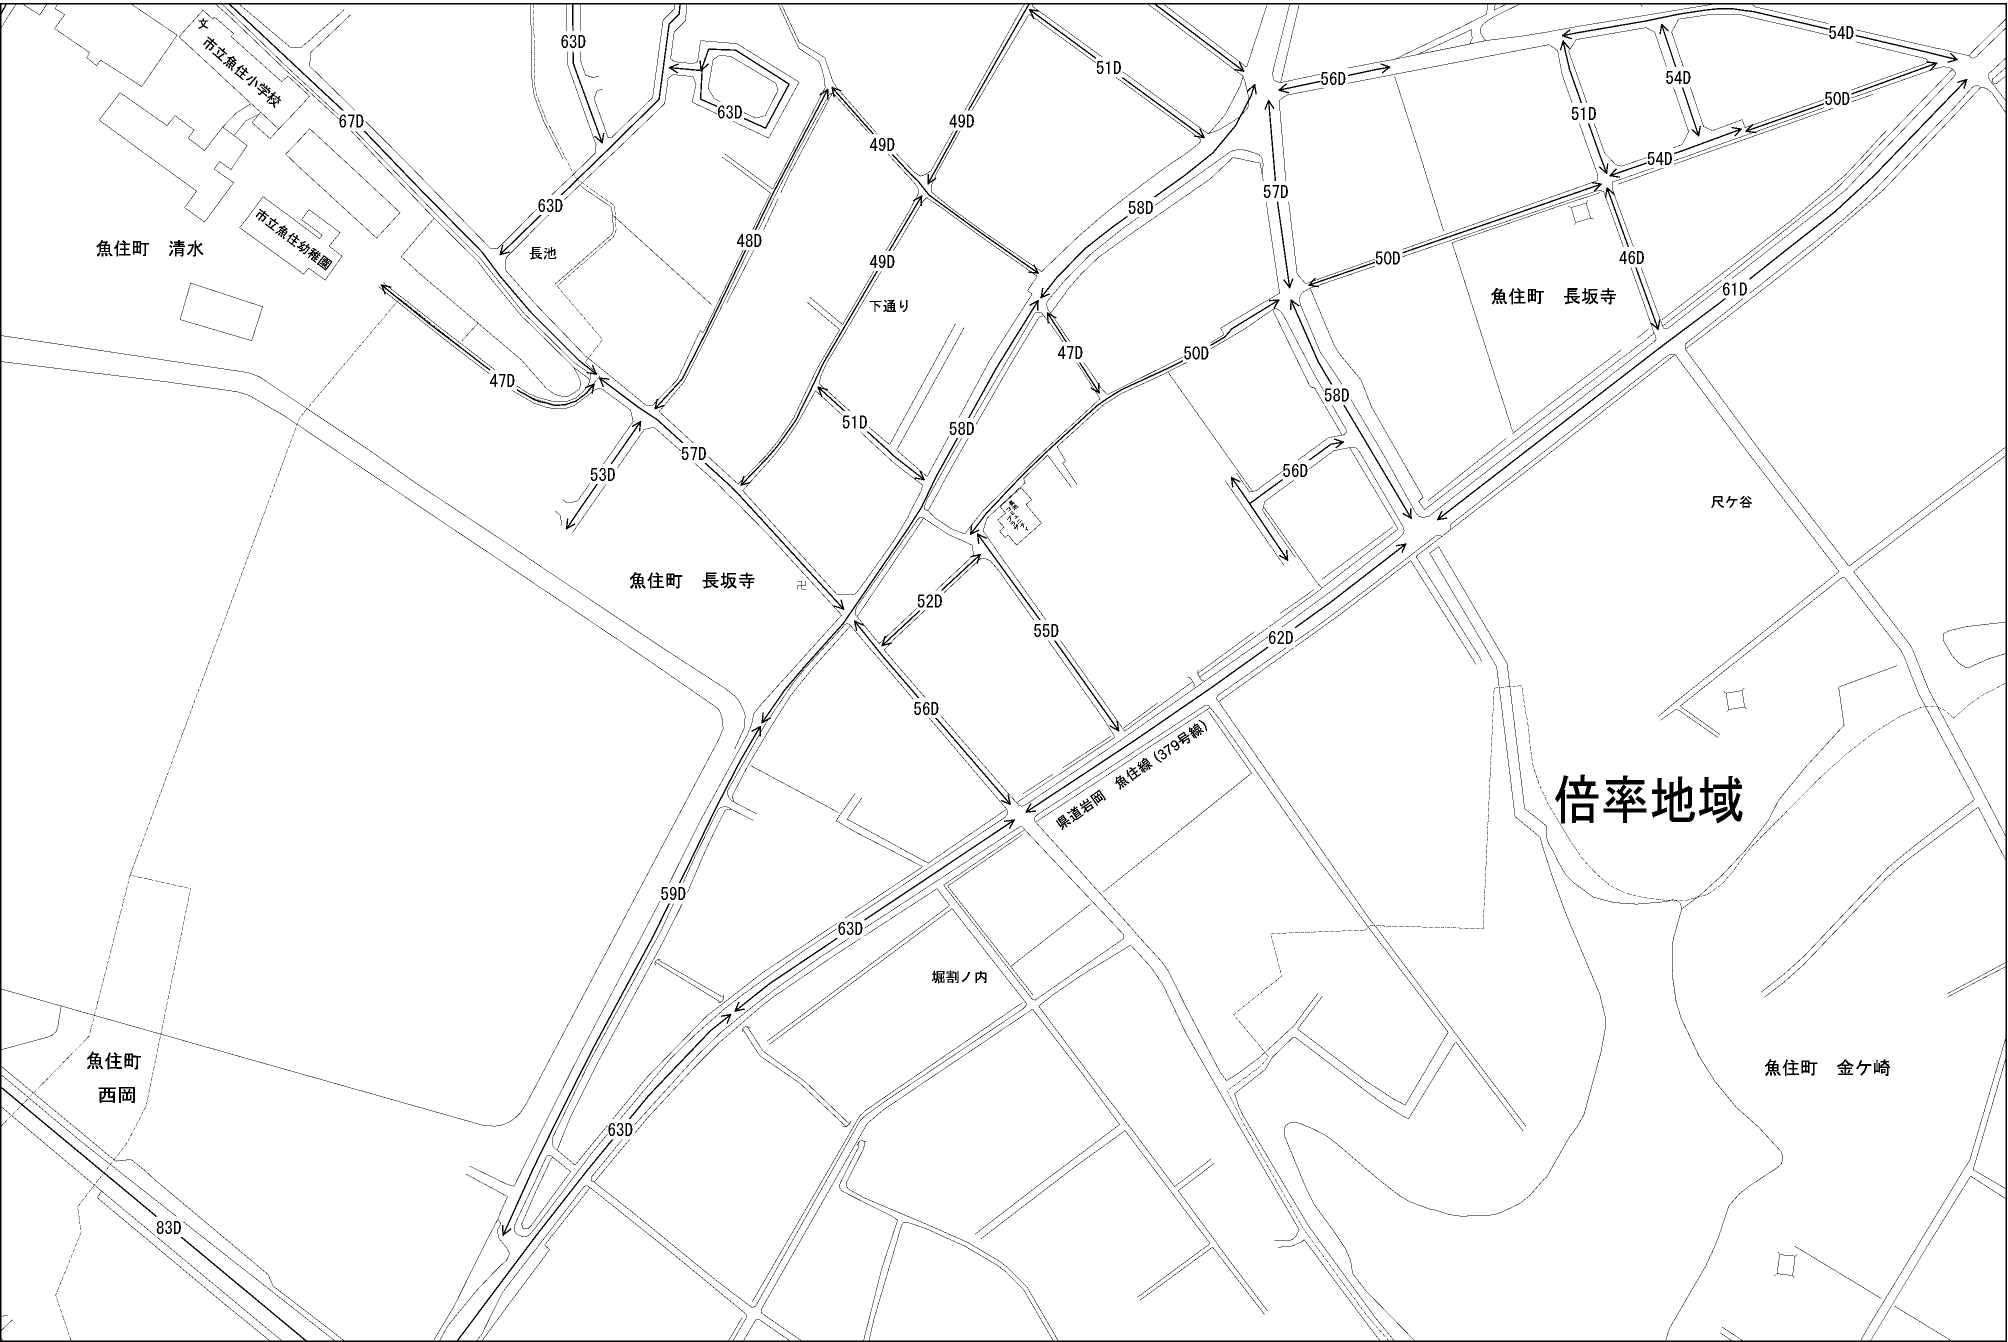 文
市立魚住小学校
67D
63D
63D
63D
51D
49D
49D
56D
54D
54D
51D
50D
54D
市立魚住幼稚園
魚住町　清水
長池
48D
49D
下通り
58D
57D
50D
46D
魚住町　長坂寺
61D
47D
47D
50D
58D
51D
58D
57D
53D
56D
尺ケ谷
魚住町　長坂寺
卍
52D
55D
62D
56D
県道岩岡　魚住線(379号線)
倍率地域
59D
63D
堀割ノ内
魚住町
西岡
魚住町　金ケ崎
63D
83D